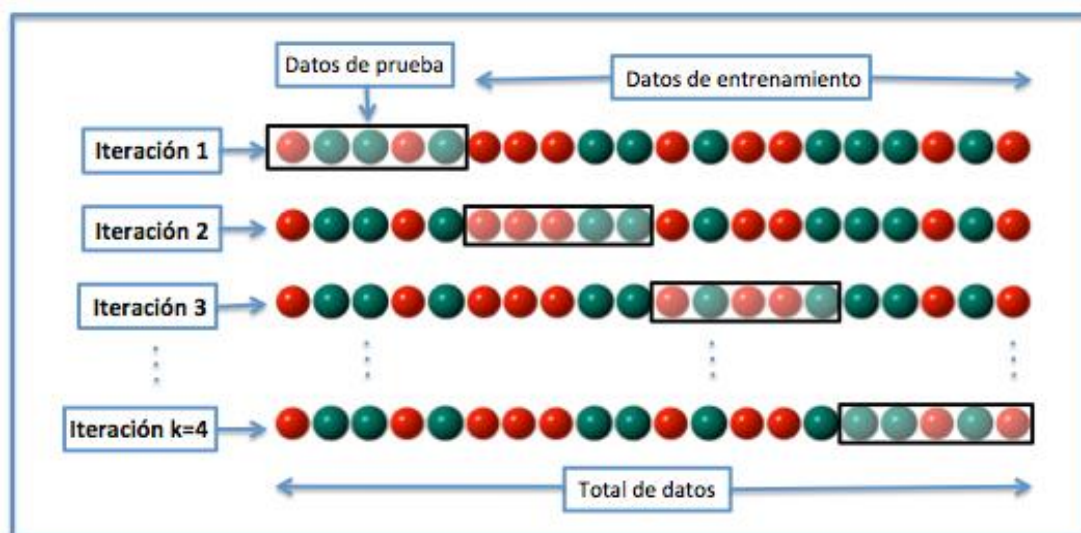 Datos de prueba
Datos de entrenamiento
Iteración 1
Iteración 2
Iteración 3
Iteración k=4
Total de datos